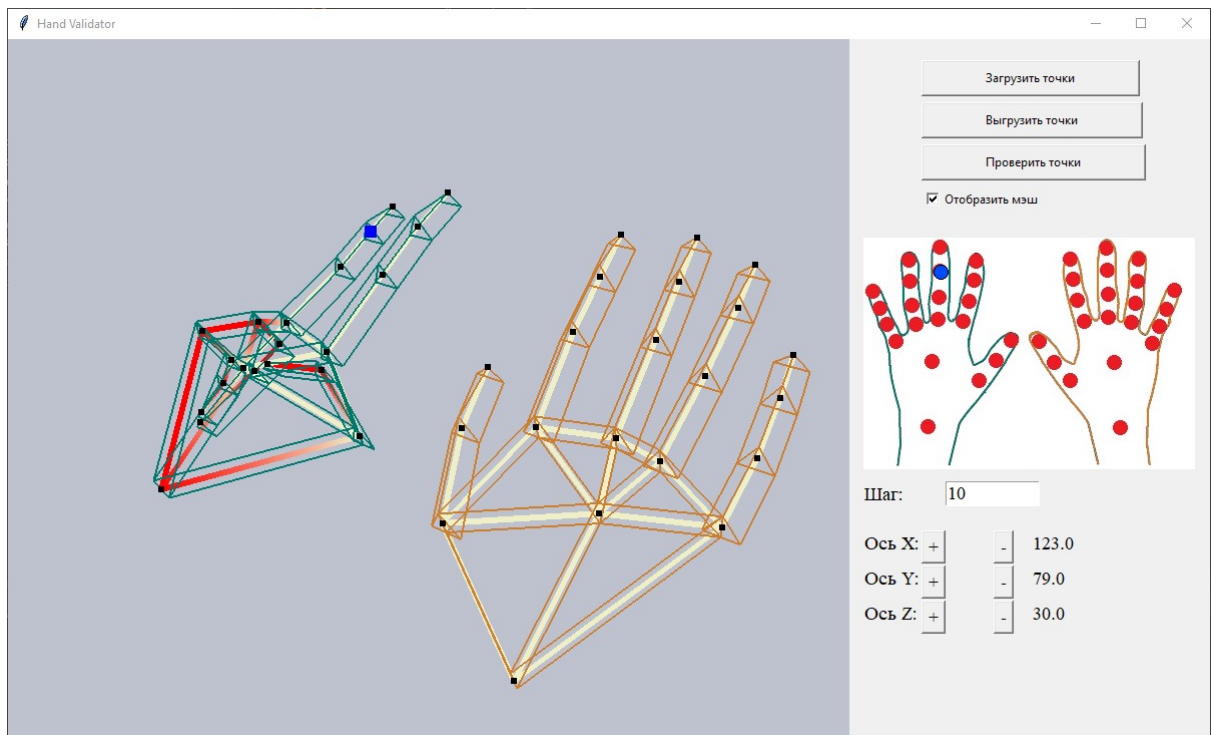 Hand Validator
Загрузить точки
Выгрузить точки
Проверить точки
Отобразить мэш
Шаг: 10
Ось X: + - 123.0
Ось Y: + - 79.0
Ось Z: + - 30.0